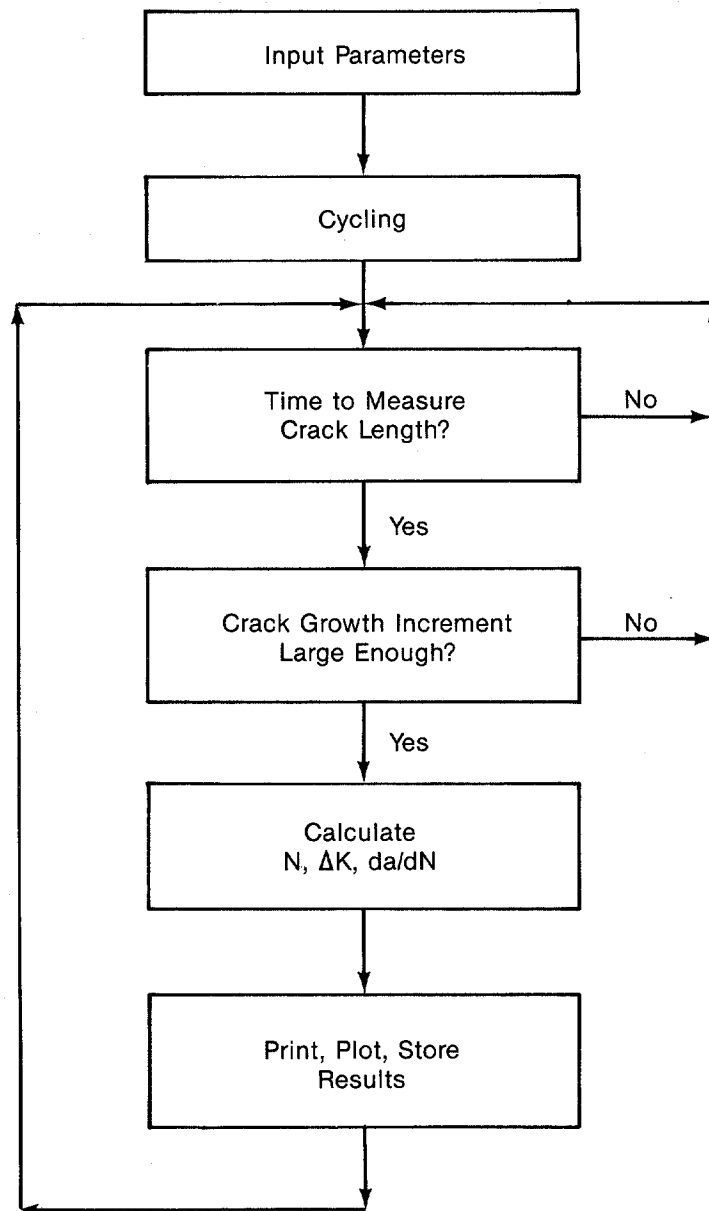 Input Parameters
Cycling
Time to Measure
Crack Length?
No
Yes
Crack Growth Increment
Large Enough?
No
Yes
Calculate
N, ΔK, da/dN
Print, Plot, Store
Results